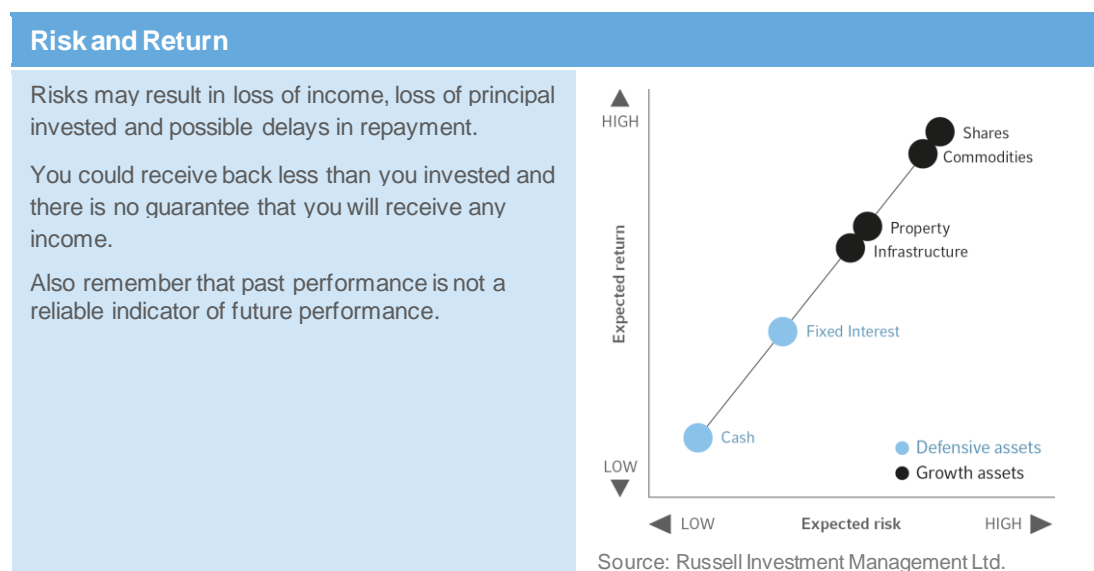 Risk and Return
Risks may result in loss of income, loss of principal
invested and possible delays in repayment.
You could receive back less than you invested and
there is no guarantee that you will receive any
income.
Also remember that past performance is not a
reliable indicator of future performance.
HIGH
Shares
Commodities
Property
Infrastructure
Expected return
Fixed Interest
Cash
Defensive assets
LOW
Growth assets
LOW
Expected risk
HIGH
Source: Russell Investment Management Ltd.